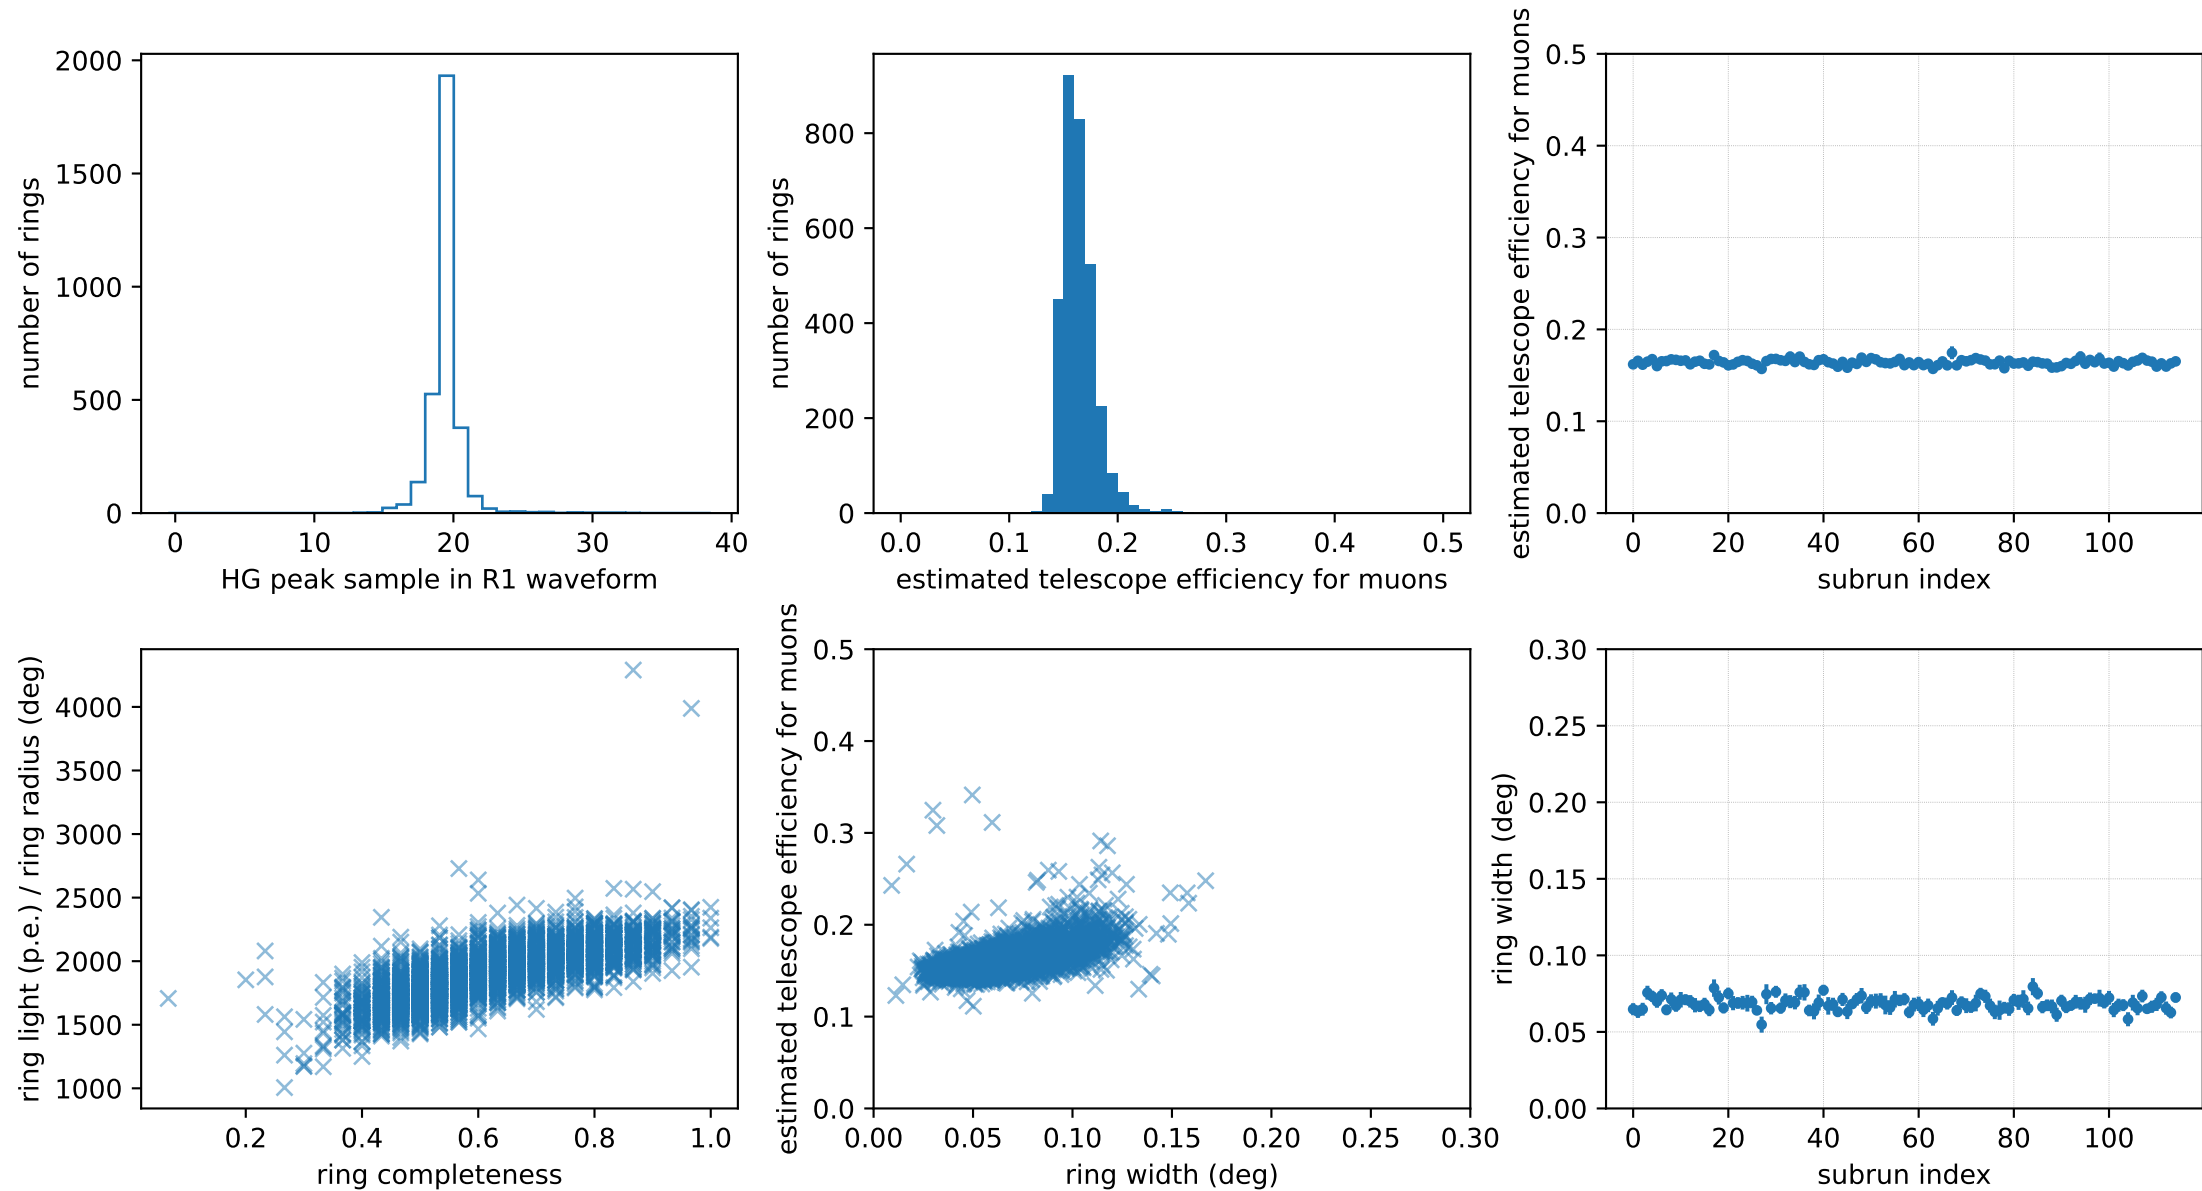 2000
1500
1000
500
0
number of rings
0 10 20 30 40
HG peak sample in R1 waveform
800
600
400
200
0
number of rings
0.0 0.1 0.2 0.3 0.4 0.5
estimated telescope efficiency for muons
0.5
0.4
0.3
0.2
0.1
0.0
estimated telescope efficiency for muons
0 20 40 60 80 100
subrun index
4000
3500
3000
2500
2000
1500
1000
ring light (p.e.) / ring radius (deg)
0.2 0.4 0.6 0.8 1.0
ring completeness
0.5
0.4
0.3
0.2
0.1
0.0
estimated telescope efficiency for muons
0.00 0.05 0.10 0.15 0.20 0.25 0.30
ring width (deg)
0.30
0.25
0.20
0.15
0.10
0.05
0.00
ring width (deg)
0 20 40 60 80 100
subrun index